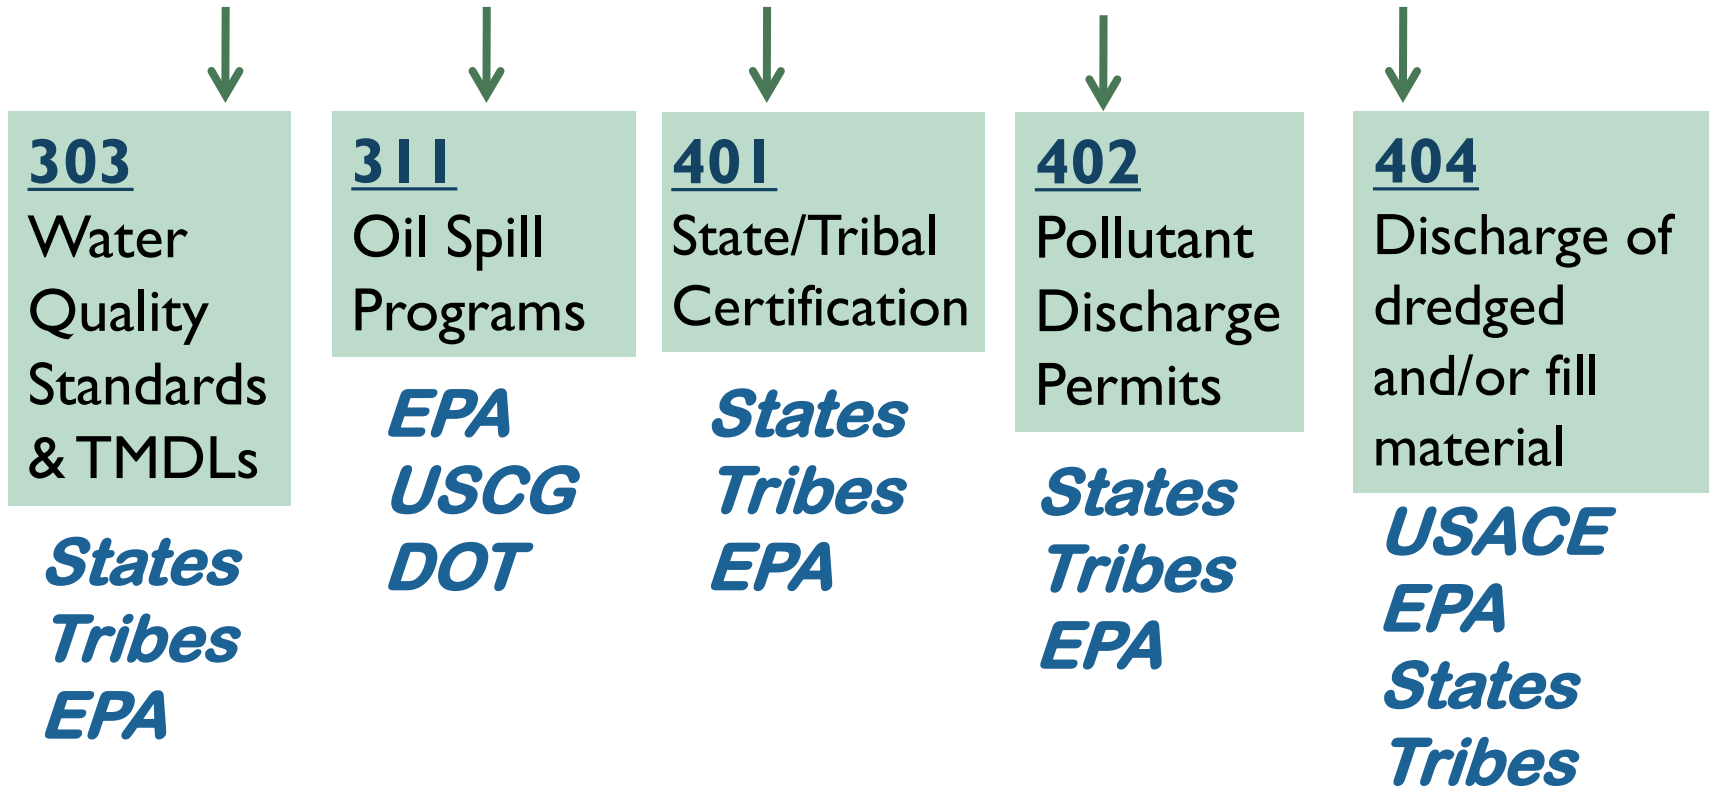 303
Water
Quality
Standards
& TMDLs
States
Tribes
EPA
311
Oil Spill
Programs
EPA
USCG
DOT
401
State/Tribal
Certification
States
Tribes
EPA
402
Pollutant
Discharge
Permits
States
Tribes
EPA
404
Discharge of
dredged
and/or fill
material
USACE
EPA
States
Tribes